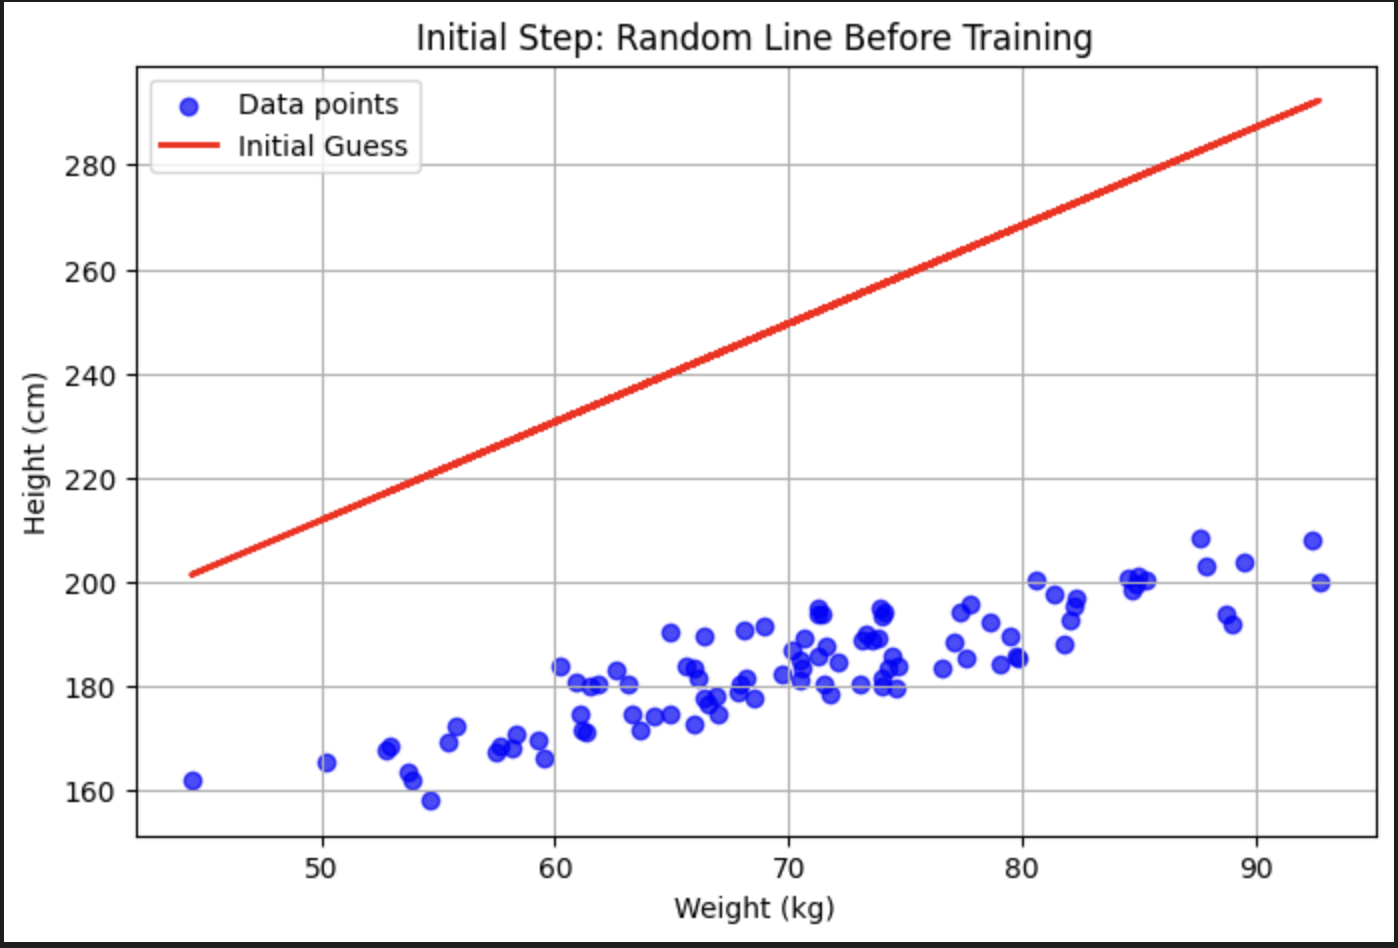 Initial Step: Random Line Before Training
Data points
Initial Guess
280
260
240
220
200
180
160
Height (cm)
50 60 70 80 90
Weight (kg)